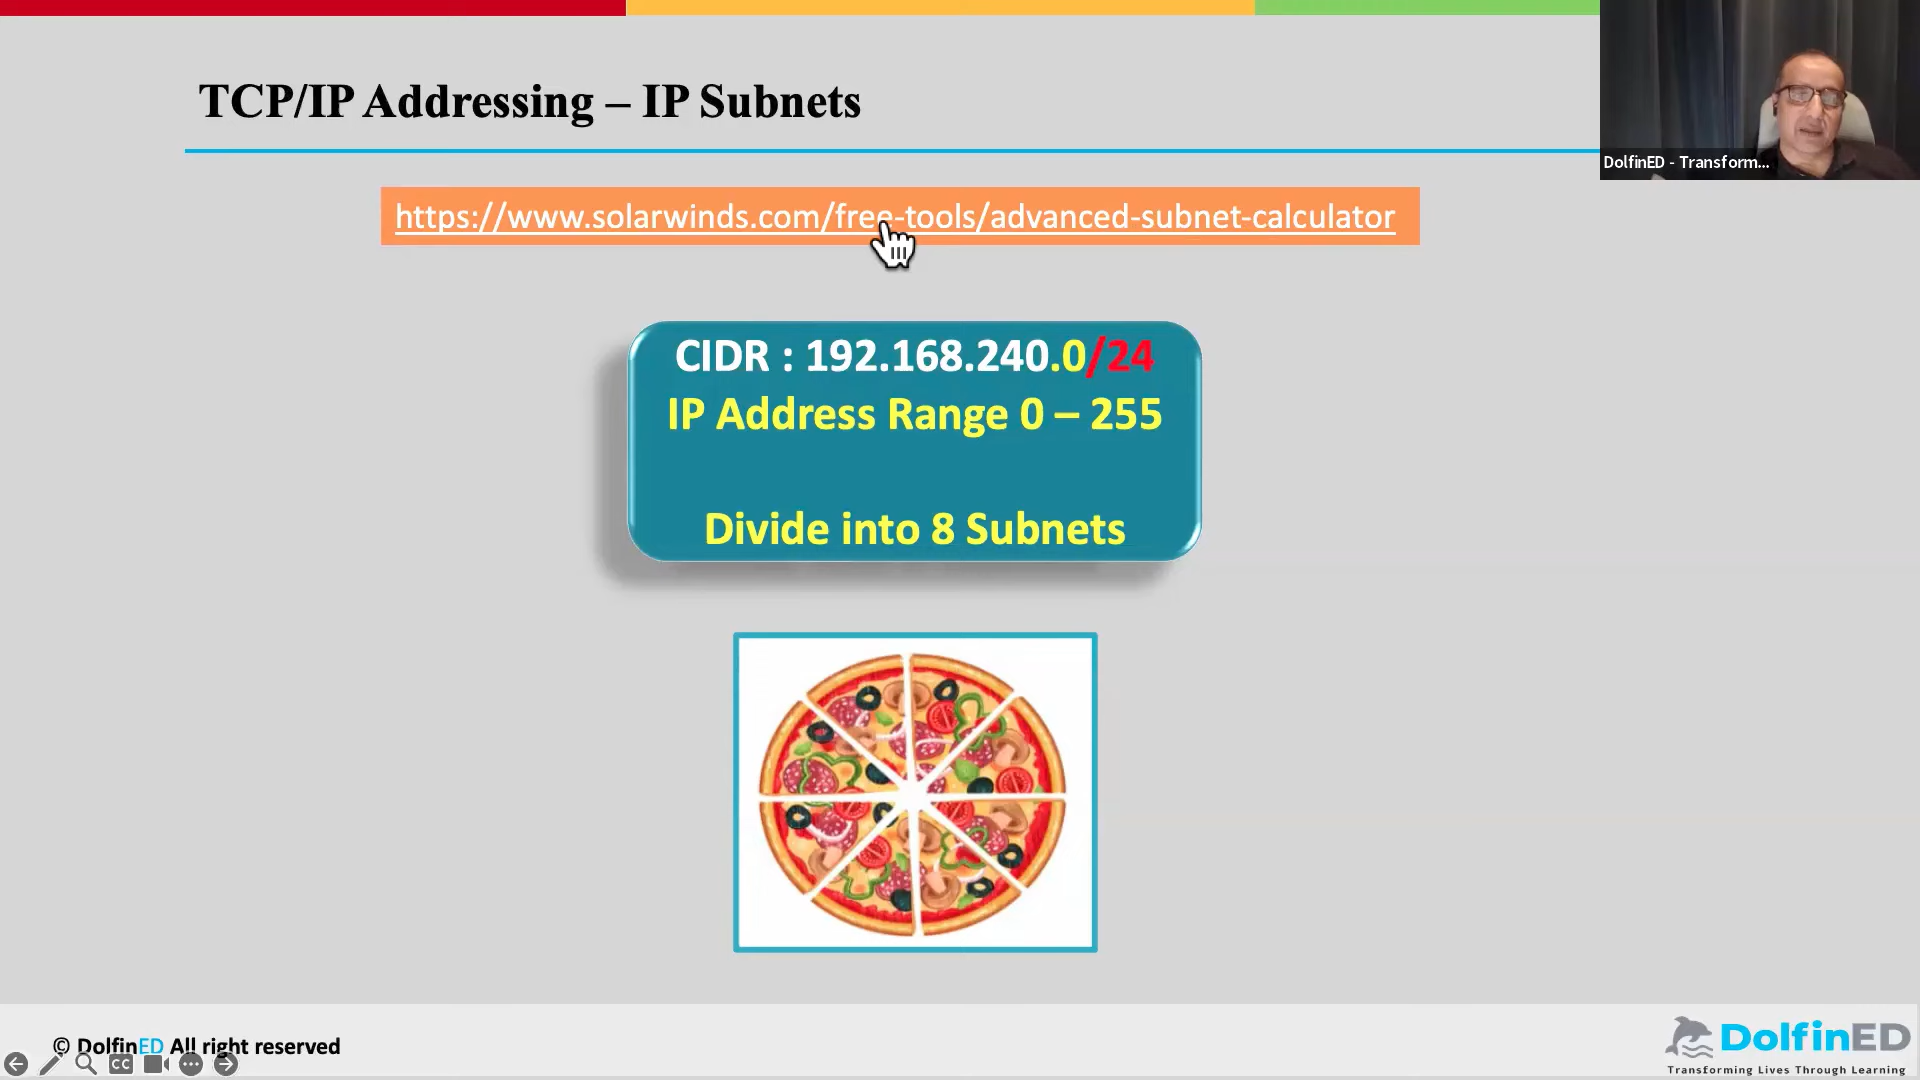 TCP/IP Addressing – IP Subnets
DolfinED - Transform...
https://www.solarwinds.com/free-tools/advanced-subnet-calculator
CIDR : 192.168.240.0/24
IP Address Range 0 – 255
Divide into 8 Subnets
© DolfinED All right reserved
CC
DolfinED
Transforming Lives Through Learning